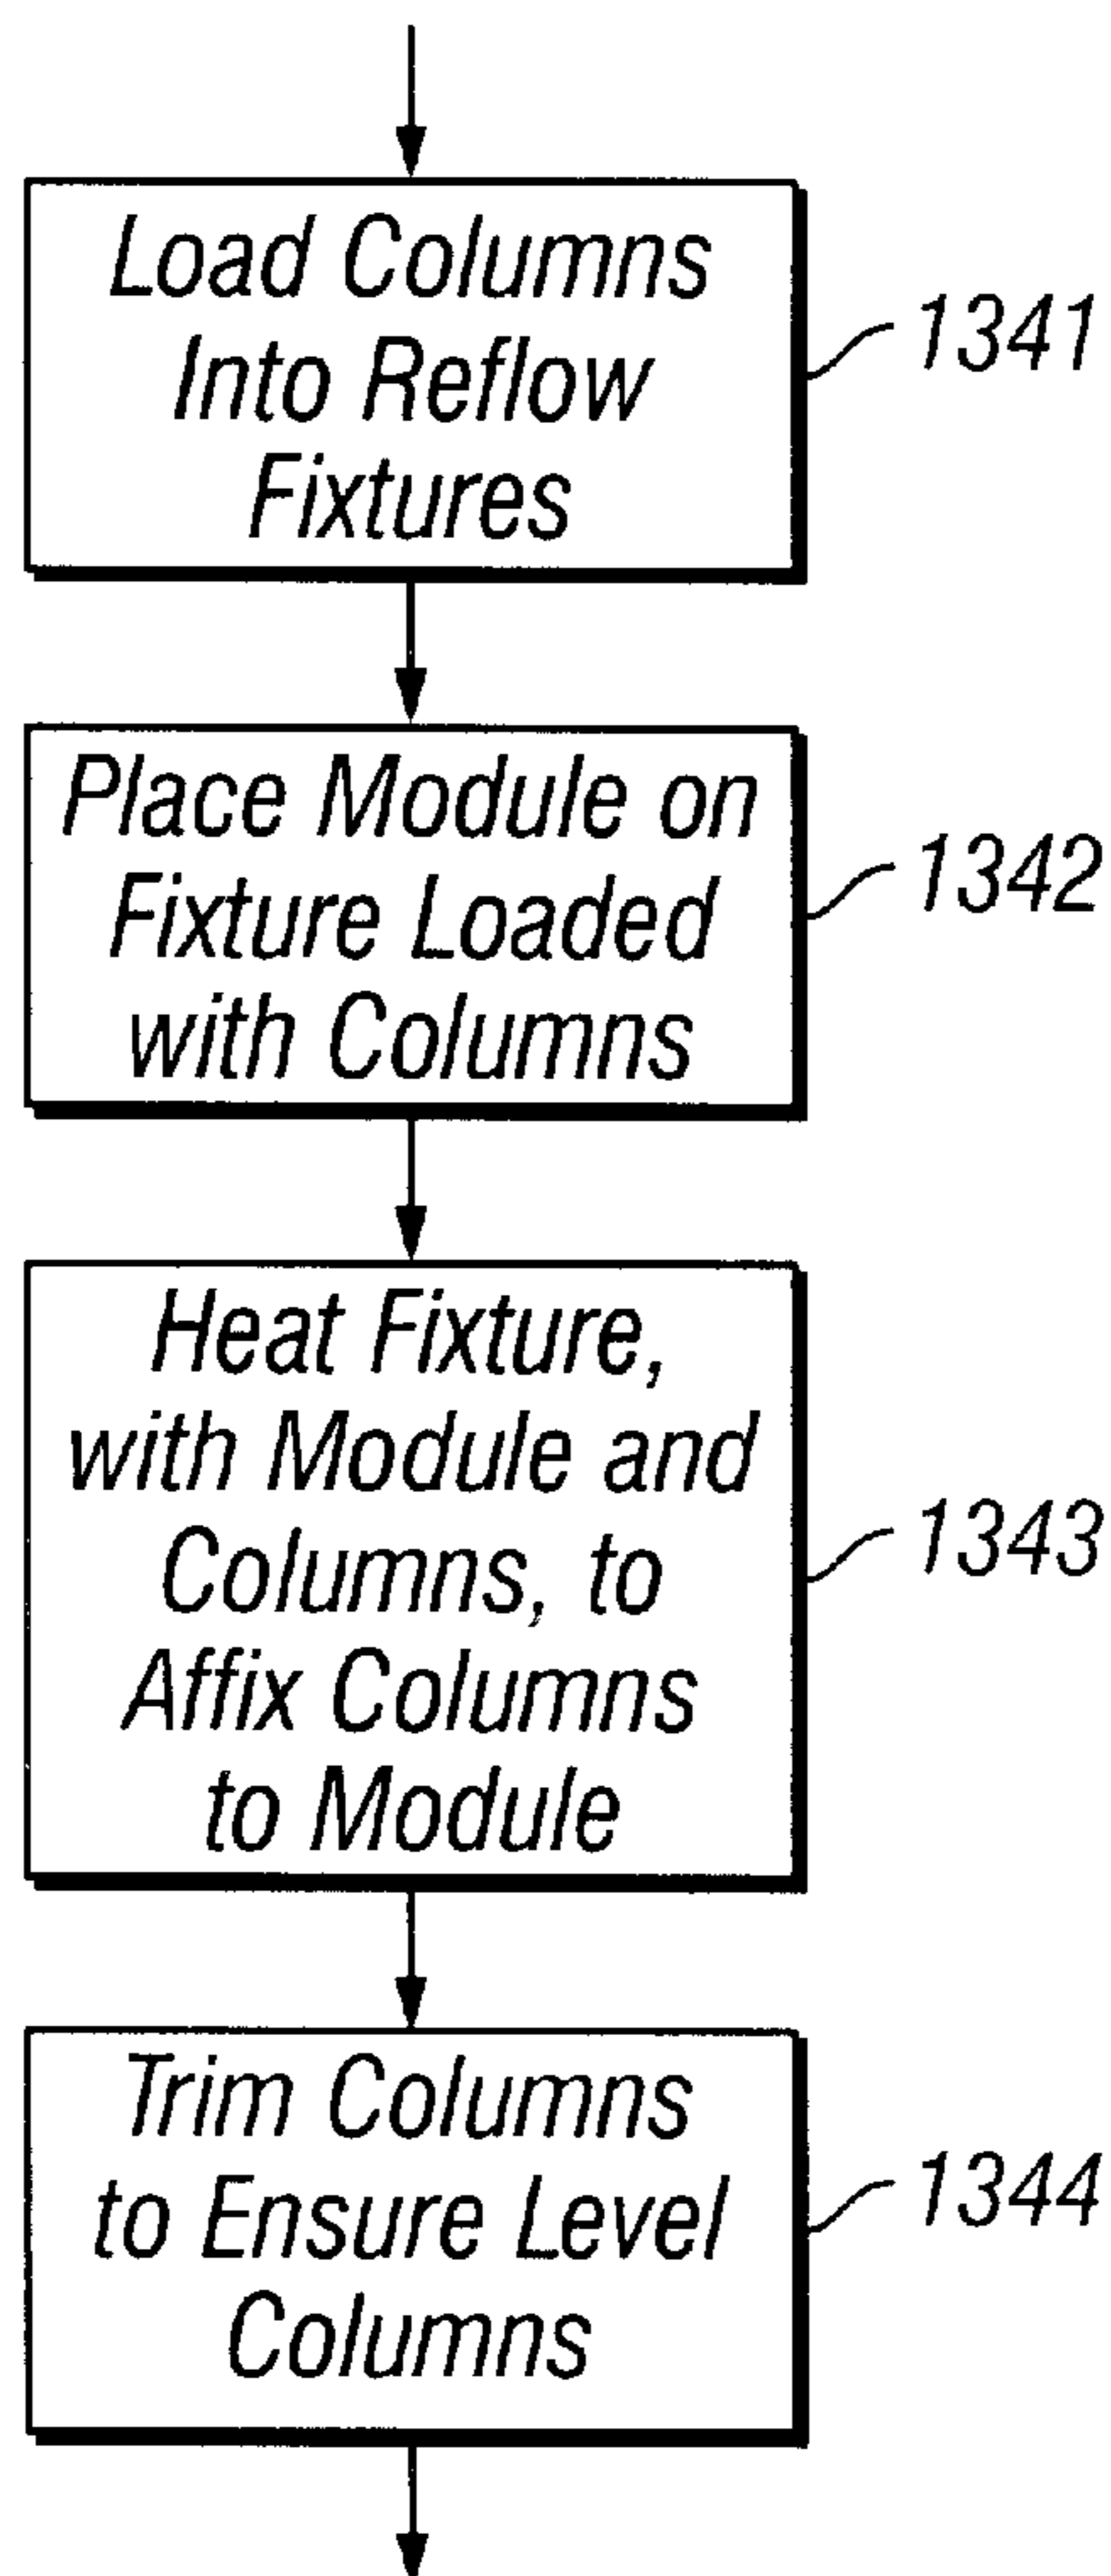 Load Columns
Into Reflow
Fixtures
1341
Place Module on
Fixture Loaded
with Columns
1342
Heat Fixture,
with Module and
Columns, to
Affix Columns
to Module
1343
Trim Columns
to Ensure Level
Columns
1344